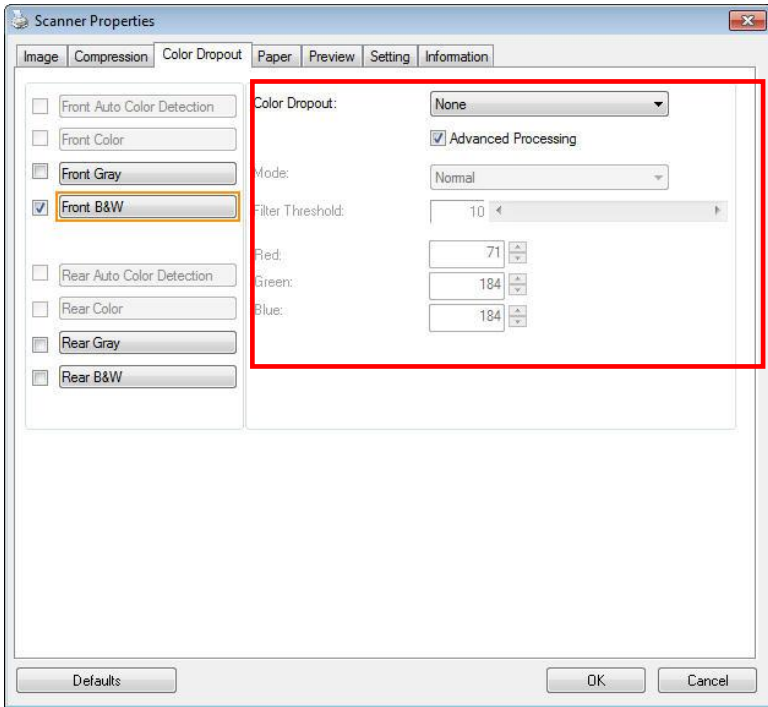 Scanner Properties
Image Compression Color Dropout Paper Preview Setting Information
Front Auto Color Detection
Front Color
Front Gray
Front B&W
Rear Auto Color Detection
Rear Color
Rear Gray
Rear B&W
Color Dropout: None
Advanced Processing
Mode: Normal
Filter Threshold: 10
Red: 71
Green: 184
Blue: 184
Defaults OK Cancel